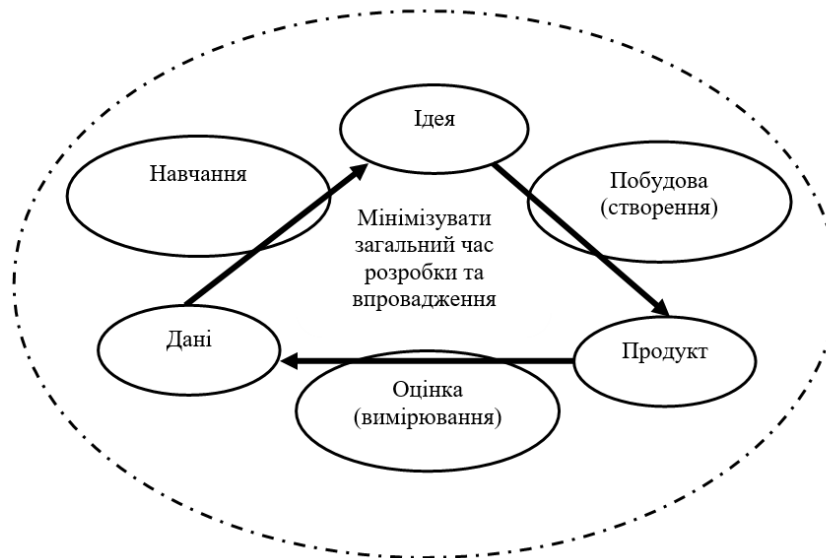 Ідея
Навчання
Побудова
(створення)
Мінімізувати
загальний час
розробки та
впровадження
Дані
Продукт
Оцінка
(вимірювання)